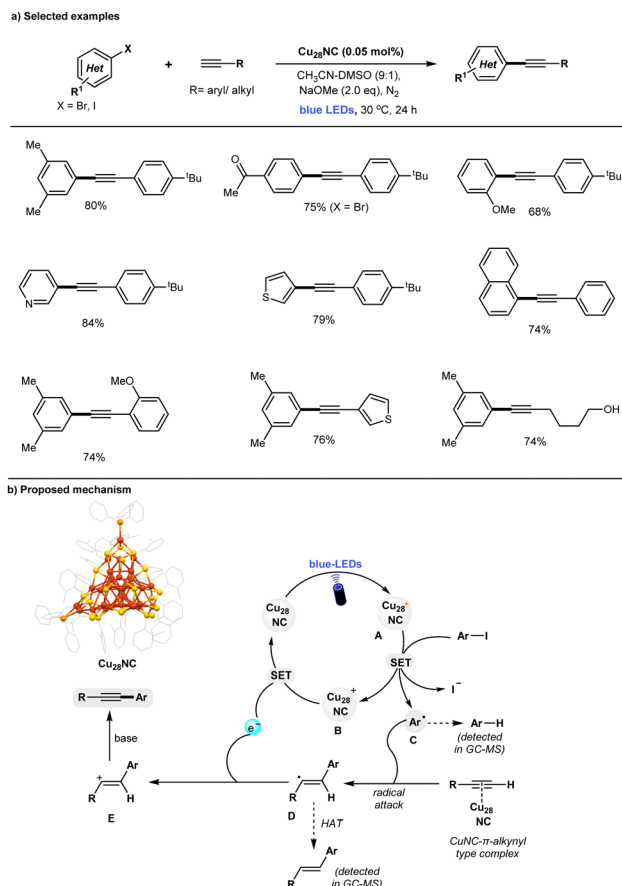 a) Selected examples
Het
X
R¹
X = Br, I
+
R
R= aryl/ alkyl
Cu₂₈NC (0.05 mol%)
CH₃CN-DMSO (9:1),
NaOMe (2.0 eq), N₂
blue LEDs, 30 ºC, 24 h
Het
R¹
R
Me
Me
ᵗBu
80%
O
Me
ᵗBu
75% (X = Br)
ᵗBu
OMe
68%
N
ᵗBu
84%
S
ᵗBu
79%
74%
Me
Me
MeO
74%
Me
Me
S
76%
Me
Me
OH
74%
b) Proposed mechanism
Cu₂₈NC
blue-LEDs
Cu₂₈
NC
Cu₂₈*
NC
A
Ar–I
SET
I⁻
SET
Cu₂₈⁺
NC
B
Ar•
C
Ar–H
(detected
in GC-MS)
R
Ar
base
e⁻
+
Ar
R
H
E
•
Ar
R
H
D
radical
attack
R
H
Cu₂₈
NC
CuNC-π-alkynyl
type complex
HAT
Ar
R
(detected
in GC-MS)